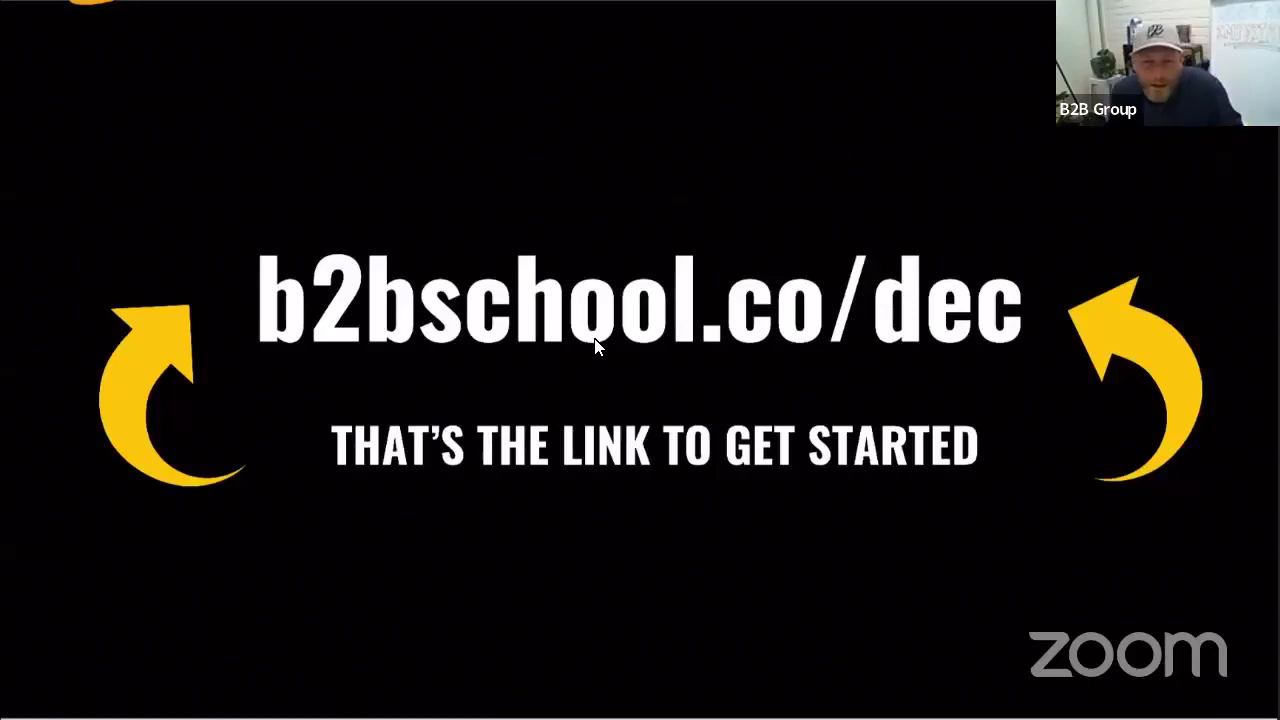 B2B Group
b2bschool.co/dec
THAT'S THE LINK TO GET STARTED
zoom